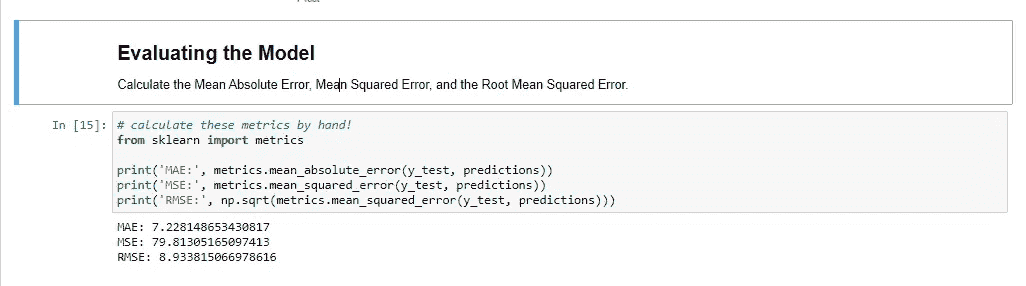 Evaluating the Model
Calculate the Mean Absolute Error, Mean Squared Error, and the Root Mean Squared Error.
In [15]: # calculate these metrics by hand!
from sklearn import metrics
print('MAE:', metrics.mean_absolute_error(y_test, predictions))
print('MSE:', metrics.mean_squared_error(y_test, predictions))
print('RMSE:', np.sqrt(metrics.mean_squared_error(y_test, predictions)))
MAE: 7.228148653430817
MSE: 79.81305165097413
RMSE: 8.933815066978616